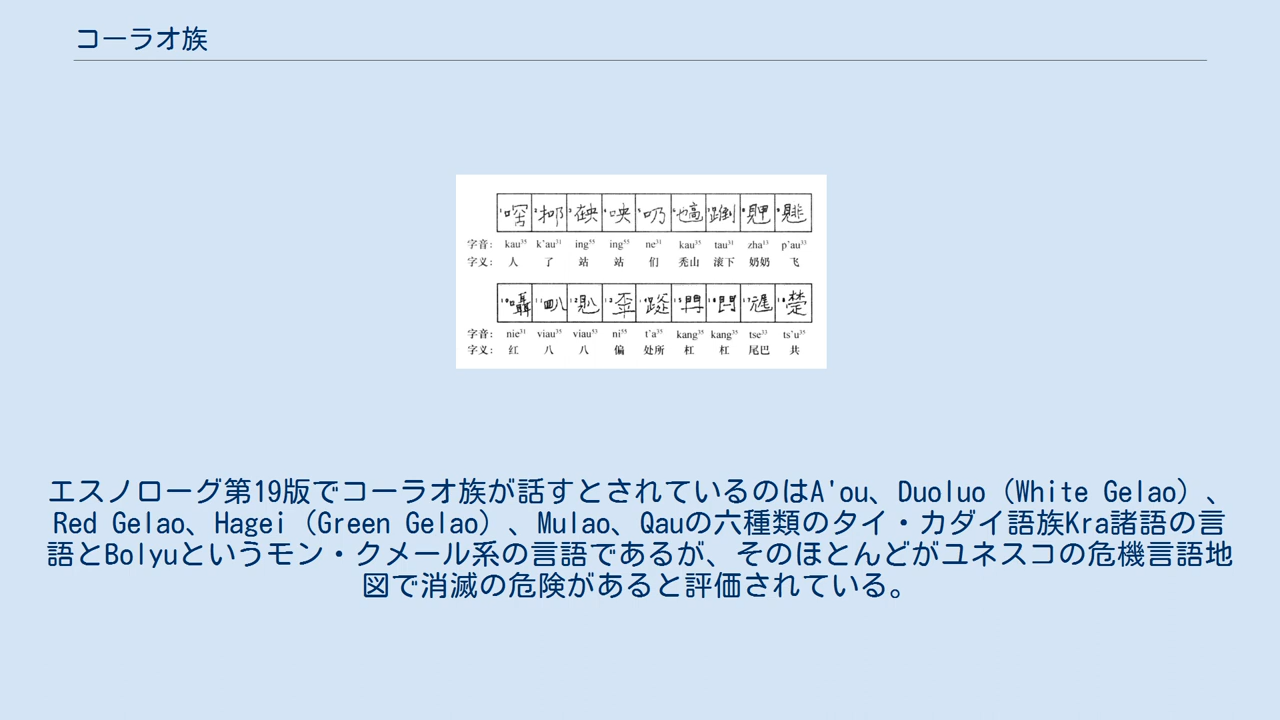 コーラオ族
字音: kau³⁵ k'au³¹ ing⁵⁵ ing⁵⁵ ne³¹ kau³⁵ tau³¹ zha¹³ p'au³³
字义: 人 了 站 站 们 秃山 滚下 奶奶 飞
字音: nie³¹ viau³⁵ viau⁵³ ni⁵⁵ t'a³⁵ kang³⁵ kang³⁵ tse³³ ts'u³⁵
字义: 红 八 八 偏 处所 杠 杠 尾巴 共
エスノローグ第19版でコーラオ族が話すとされているのはA'ou、Duoluo（White Gelao）、
Red Gelao、Hagei（Green Gelao）、Mulao、Qauの六種類のタイ・カダイ語族Kra諸語の言
語とBolyuというモン・クメール系の言語であるが、そのほとんどがユネスコの危機言語地
図で消滅の危険があると評価されている。